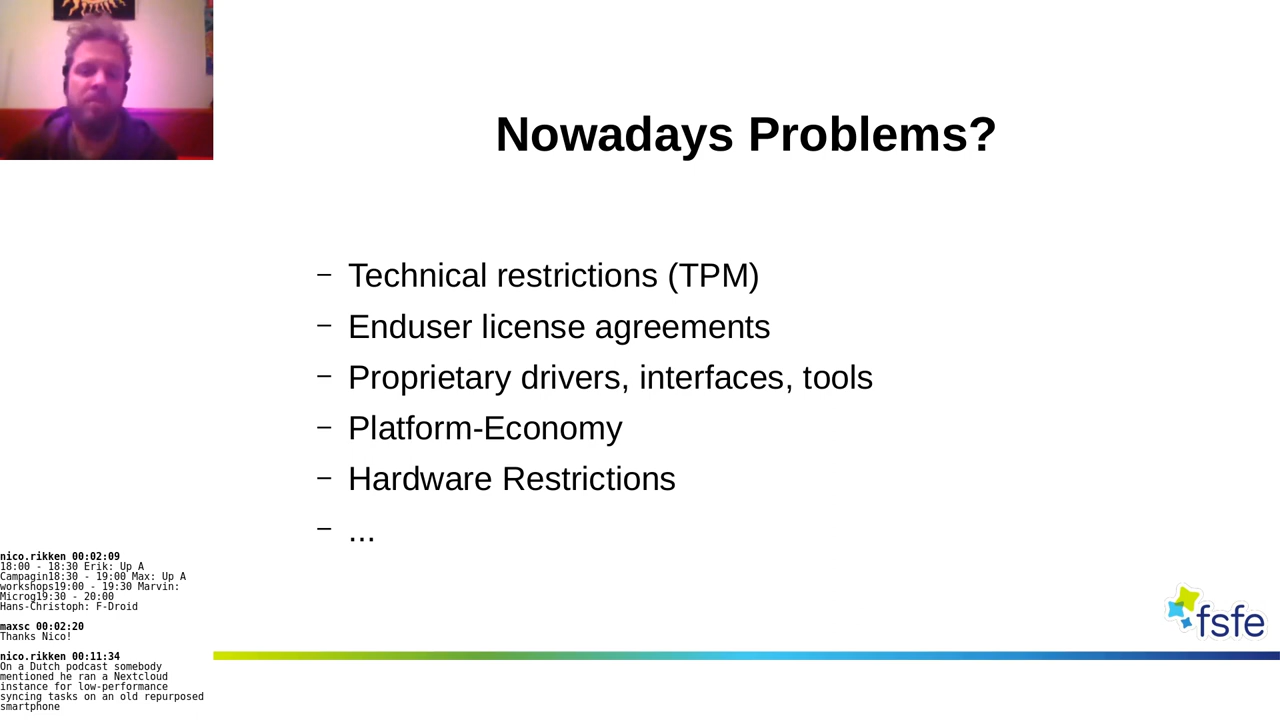 Nowadays Problems?
– Technical restrictions (TPM)
– Enduser license agreements
– Proprietary drivers, interfaces, tools
– Platform-Economy
– Hardware Restrictions
– ...
fsfe
nico.rikken 00:02:09
18:00 - 18:30 Erik: Up A
Campagin18:30 - 19:00 Max: Up A
workshops19:00 - 19:30 Marvin:
Microg19:30 - 20:00
Hans-Christoph: F-Droid
maxsc 00:02:20
Thanks Nico!
nico.rikken 00:11:34
On a Dutch podcast somebody
mentioned he ran a Nextcloud
instance for low-performance
syncing tasks on an old repurposed
smartphone